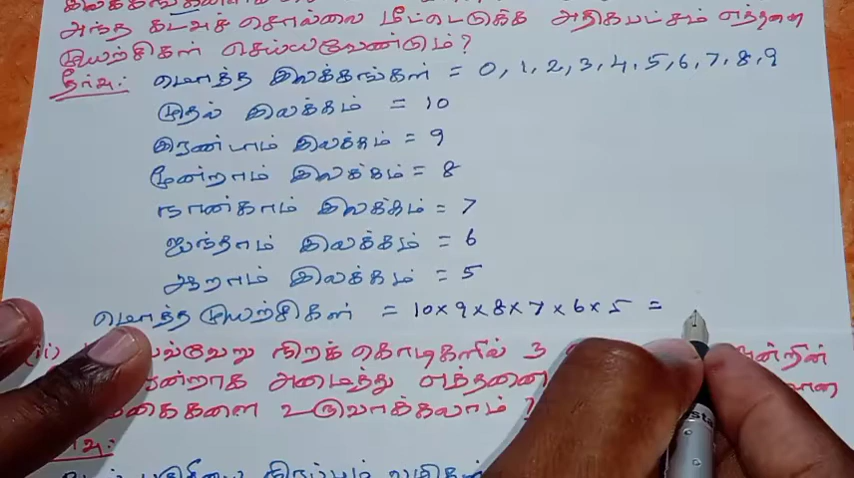 அந்த கடவுச் சொல்லை மீட்டெடுக்க அதிகபட்சம் எத்தனை
முயற்சிகள் செய்யவேண்டும்?
தீர்வு: மொத்த இலக்கங்கள் = 0, 1, 2, 3, 4, 5, 6, 7, 8, 9
முதல் இலக்கம் = 10
இரண்டாம் இலக்கம் = 9
மூன்றாம் இலக்கம் = 8
நான்காம் இலக்கம் = 7
ஐந்தாம் இலக்கம் = 6
ஆறாம் இலக்கம் = 5
மொத்த முயற்சிகள் = 10 × 9 × 8 × 7 × 6 × 5 =
ii) நிறக் கொடிகளில் 3
அமைத்து எத்தனை
உருவாக்கலாம்?